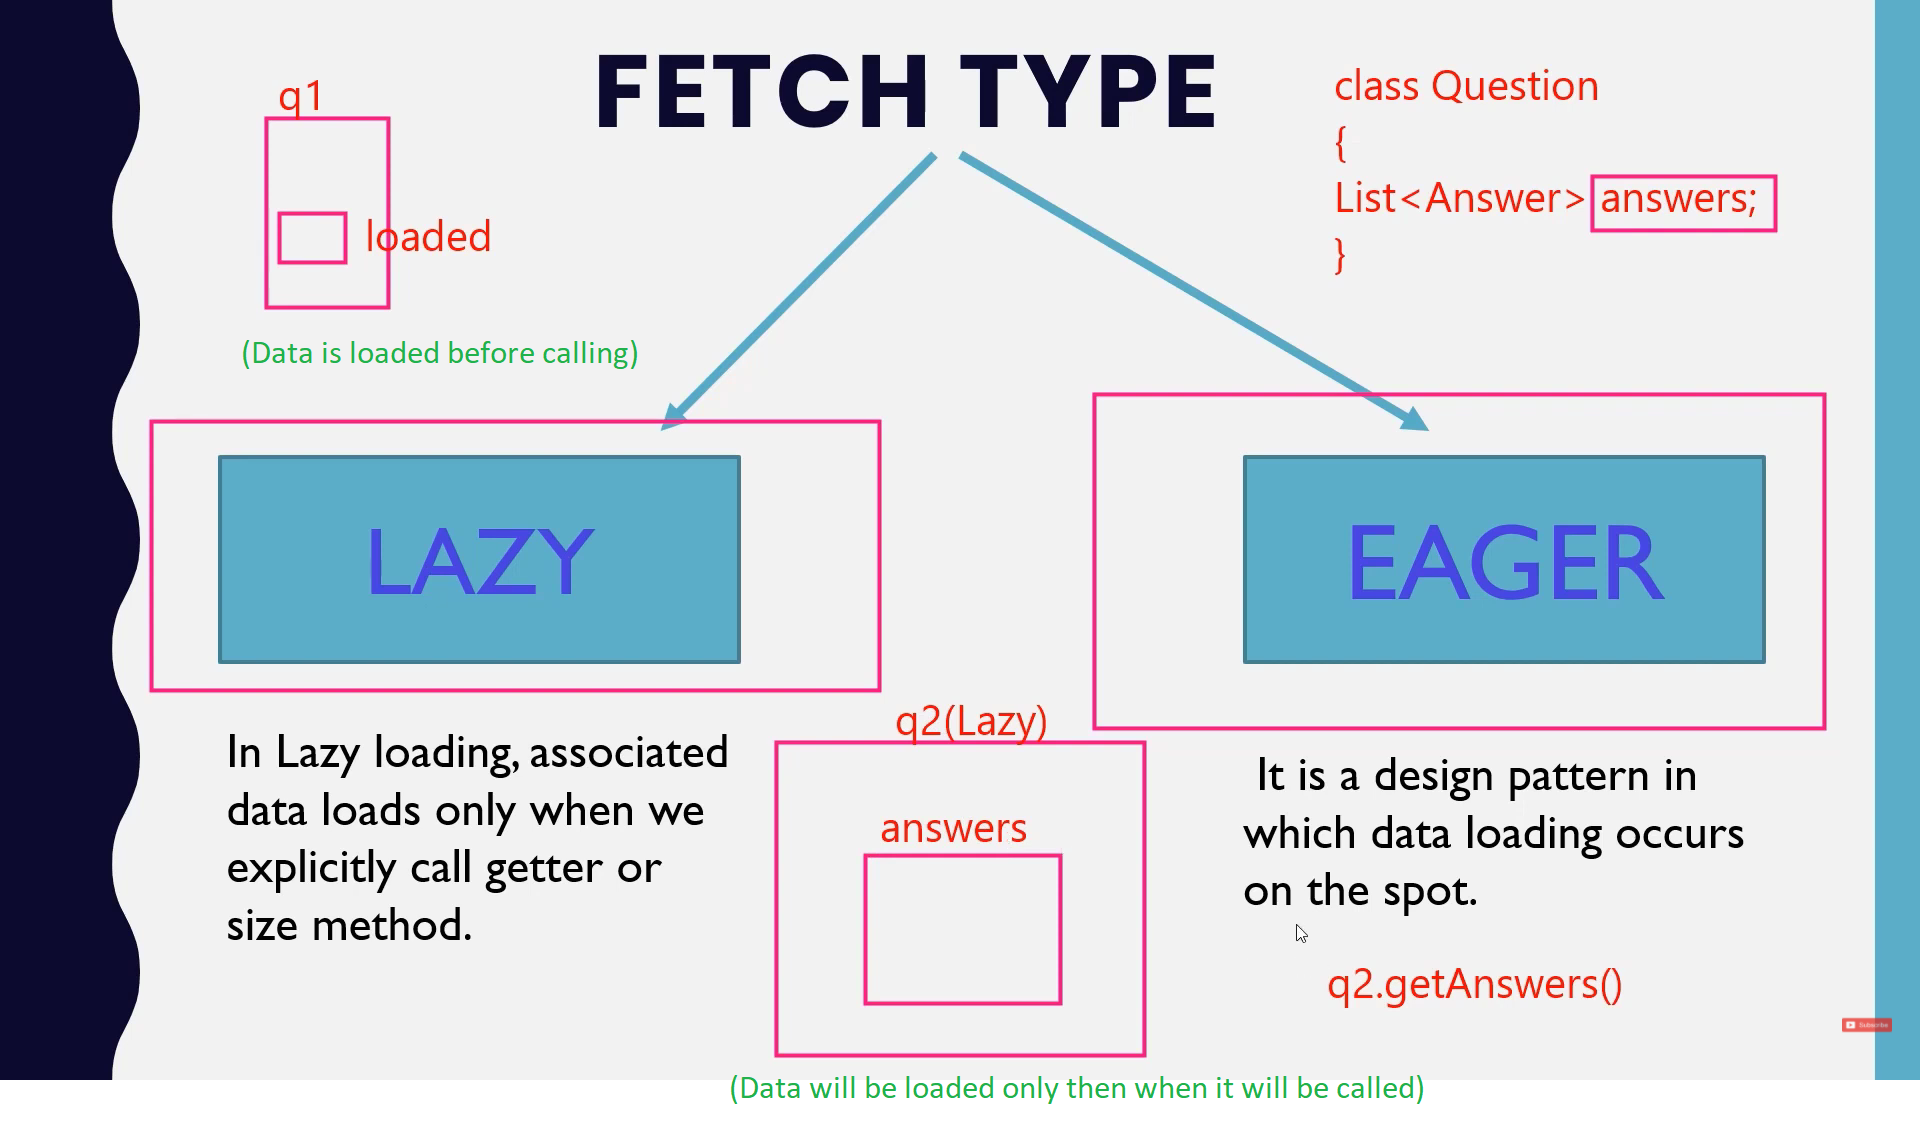 FETCH TYPE
q1
loaded
(Data is loaded before calling)
class Question
{
List<Answer> answers;
}
LAZY
EAGER
In Lazy loading, associated
data loads only when we
explicitly call getter or
size method.
q2(Lazy)
answers
It is a design pattern in
which data loading occurs
on the spot.
q2.getAnswers()
Subscribe
(Data will be loaded only then when it will be called)